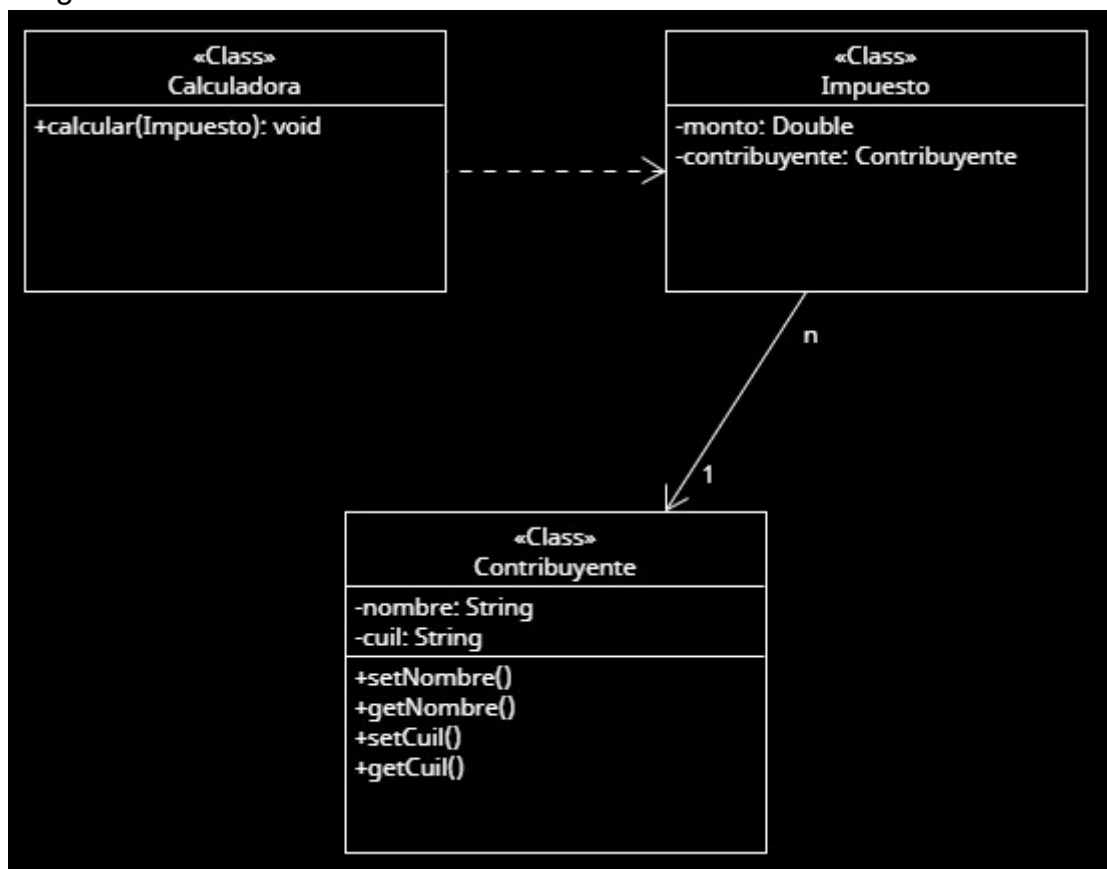 «Class»
Calculadora
+calcular(Impuesto): void
«Class»
Impuesto
-monto: Double
-contribuyente: Contribuyente
n
1
«Class»
Contribuyente
-nombre: String
-cuil: String
+setNombre()
+getNombre()
+setCuil()
+getCuil()